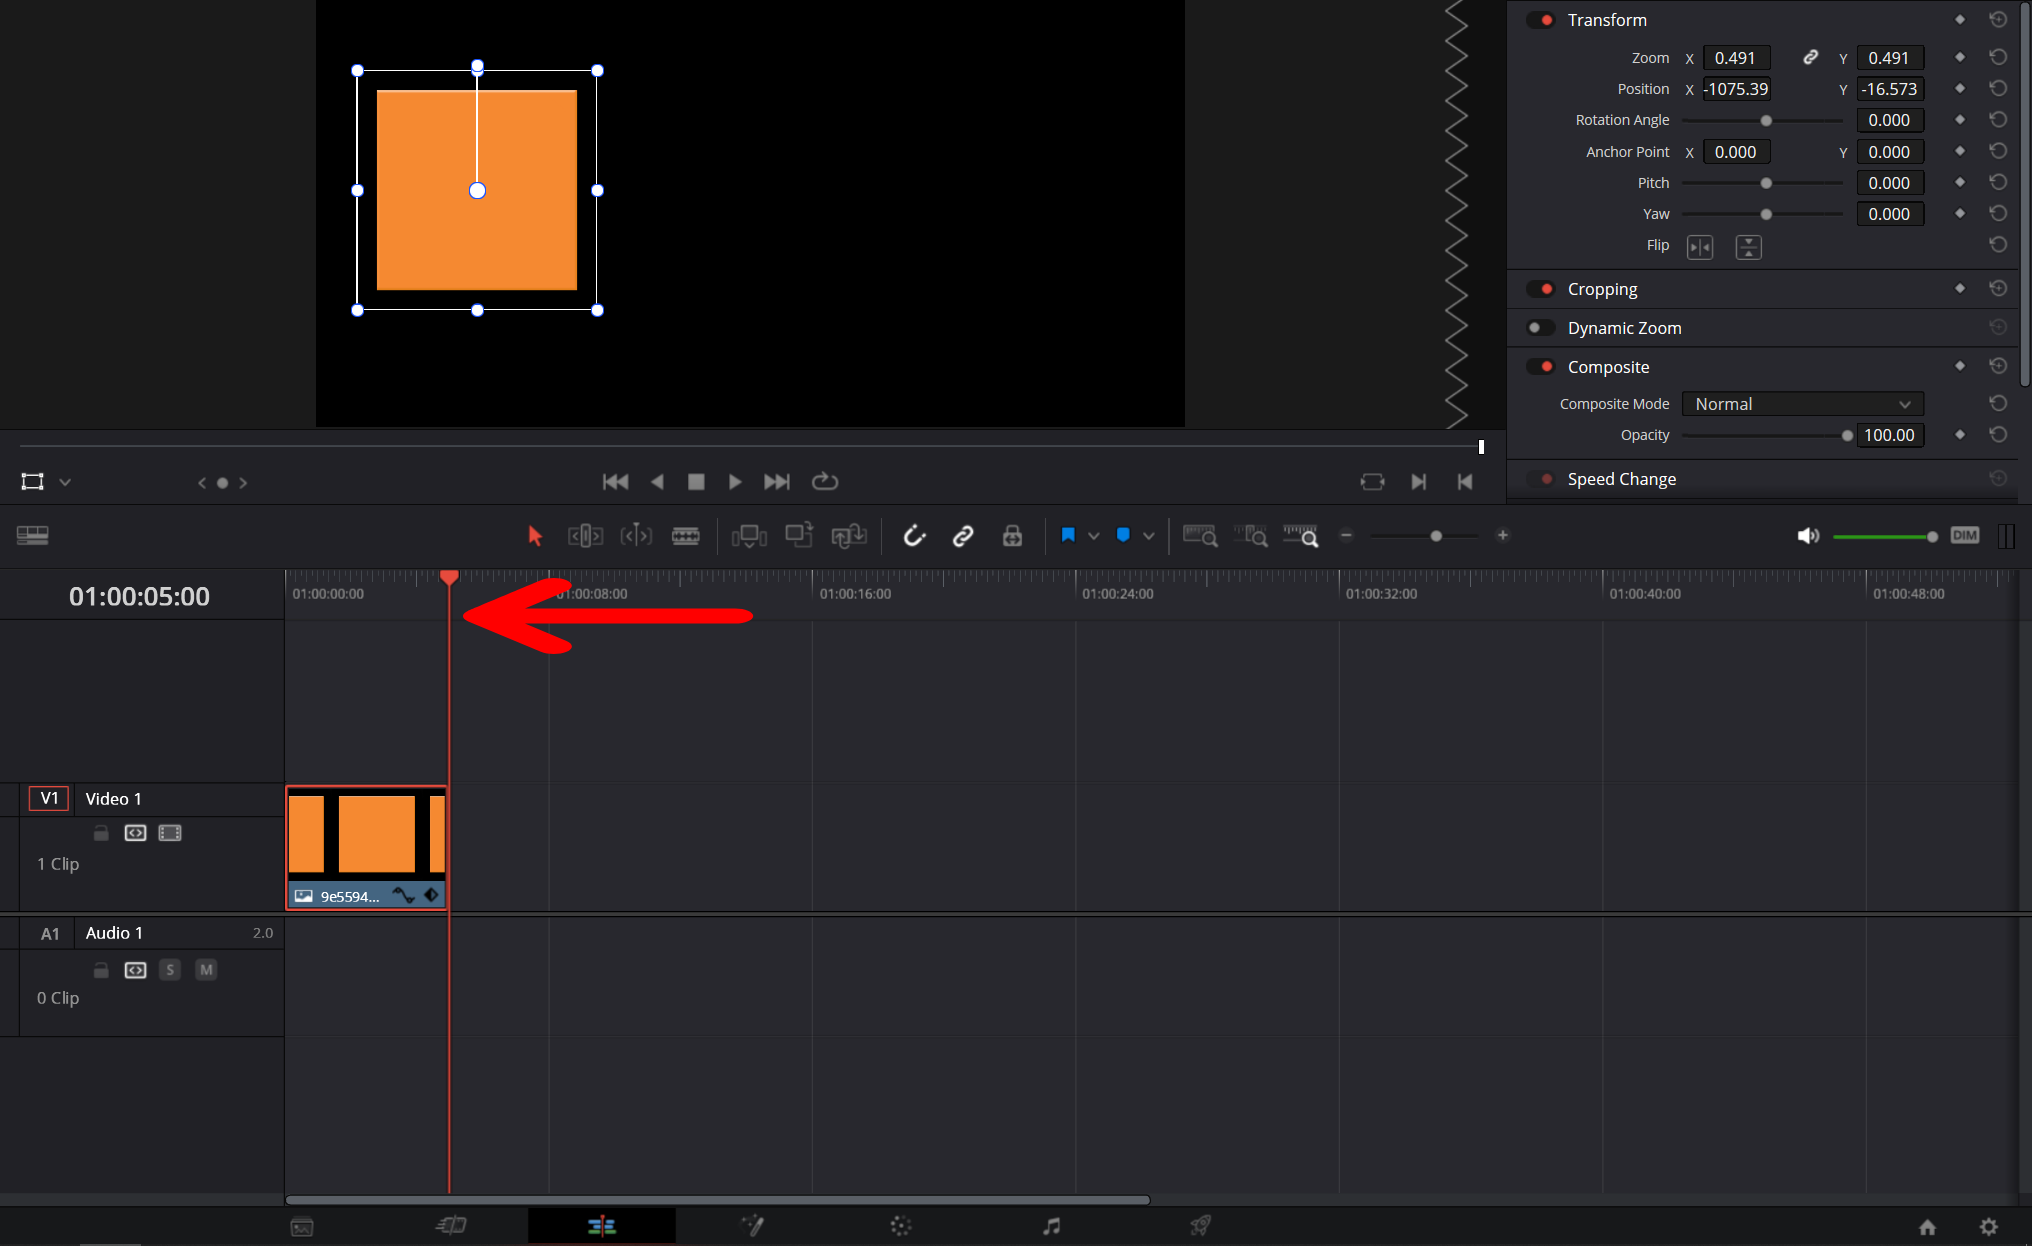 Transform
Zoom X 0.491 Y 0.491
Position X -1075.39 Y -16.573
Rotation Angle 0.000
Anchor Point X 0.000 Y 0.000
Pitch 0.000
Yaw 0.000
Flip
Cropping
Dynamic Zoom
Composite
Composite Mode Normal
Opacity 100.00
Speed Change
DIM
01:00:05:00
01:00:00:00 01:00:08:00 01:00:16:00 01:00:24:00 01:00:32:00 01:00:40:00 01:00:48:00
V1 Video 1
1 Clip
9e5594...
A1 Audio 1 2.0
S M
0 Clip